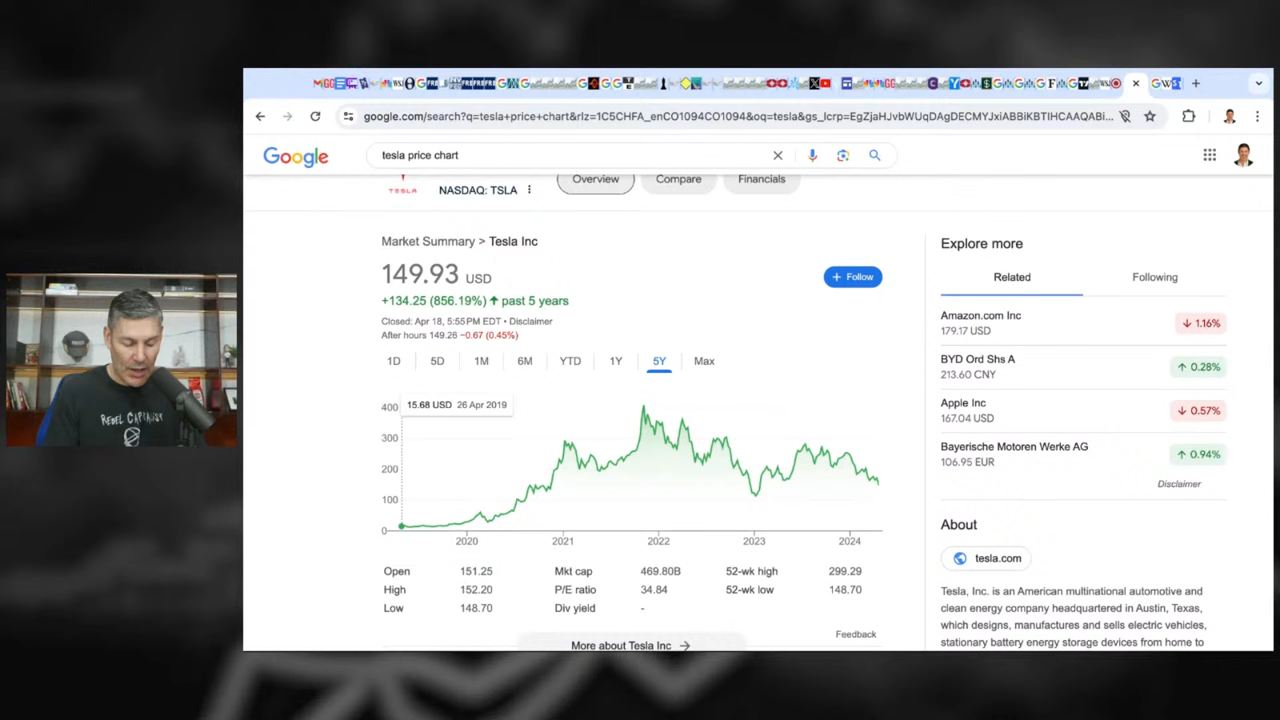 google.com/search?q=tesla+price+chart&rlz=1C5CHFA_enCO1094CO1094&oq=tesla&gs_lcrp=EgZjaHJvbWUqDAgDECMYJxiABBiKBTIHCAAQABi...
Google
tesla price chart
TESLA
NASDAQ: TSLA
Overview
Compare
Financials
Market Summary > Tesla Inc
149.93 USD
+ Follow
+134.25 (856.19%) ↑ past 5 years
Closed: Apr 18, 5:55 PM EDT • Disclaimer
After hours 149.26 −0.67 (0.45%)
1D 5D 1M 6M YTD 1Y 5Y Max
15.68 USD 26 Apr 2019
400
300
200
100
0
2020 2021 2022 2023 2024
Open 151.25 Mkt cap 469.80B 52-wk high 299.29
High 152.20 P/E ratio 34.84 52-wk low 148.70
Low 148.70 Div yield -
Feedback
More about Tesla Inc →
Explore more
Related Following
Amazon.com Inc
179.17 USD
↓ 1.16%
BYD Ord Shs A
213.60 CNY
↑ 0.28%
Apple Inc
167.04 USD
↓ 0.57%
Bayerische Motoren Werke AG
106.95 EUR
↑ 0.94%
Disclaimer
About
tesla.com
Tesla, Inc. is an American multinational automotive and
clean energy company headquartered in Austin, Texas,
which designs, manufactures and sells electric vehicles,
stationary battery energy storage devices from home to
REBEL CAPITALIST